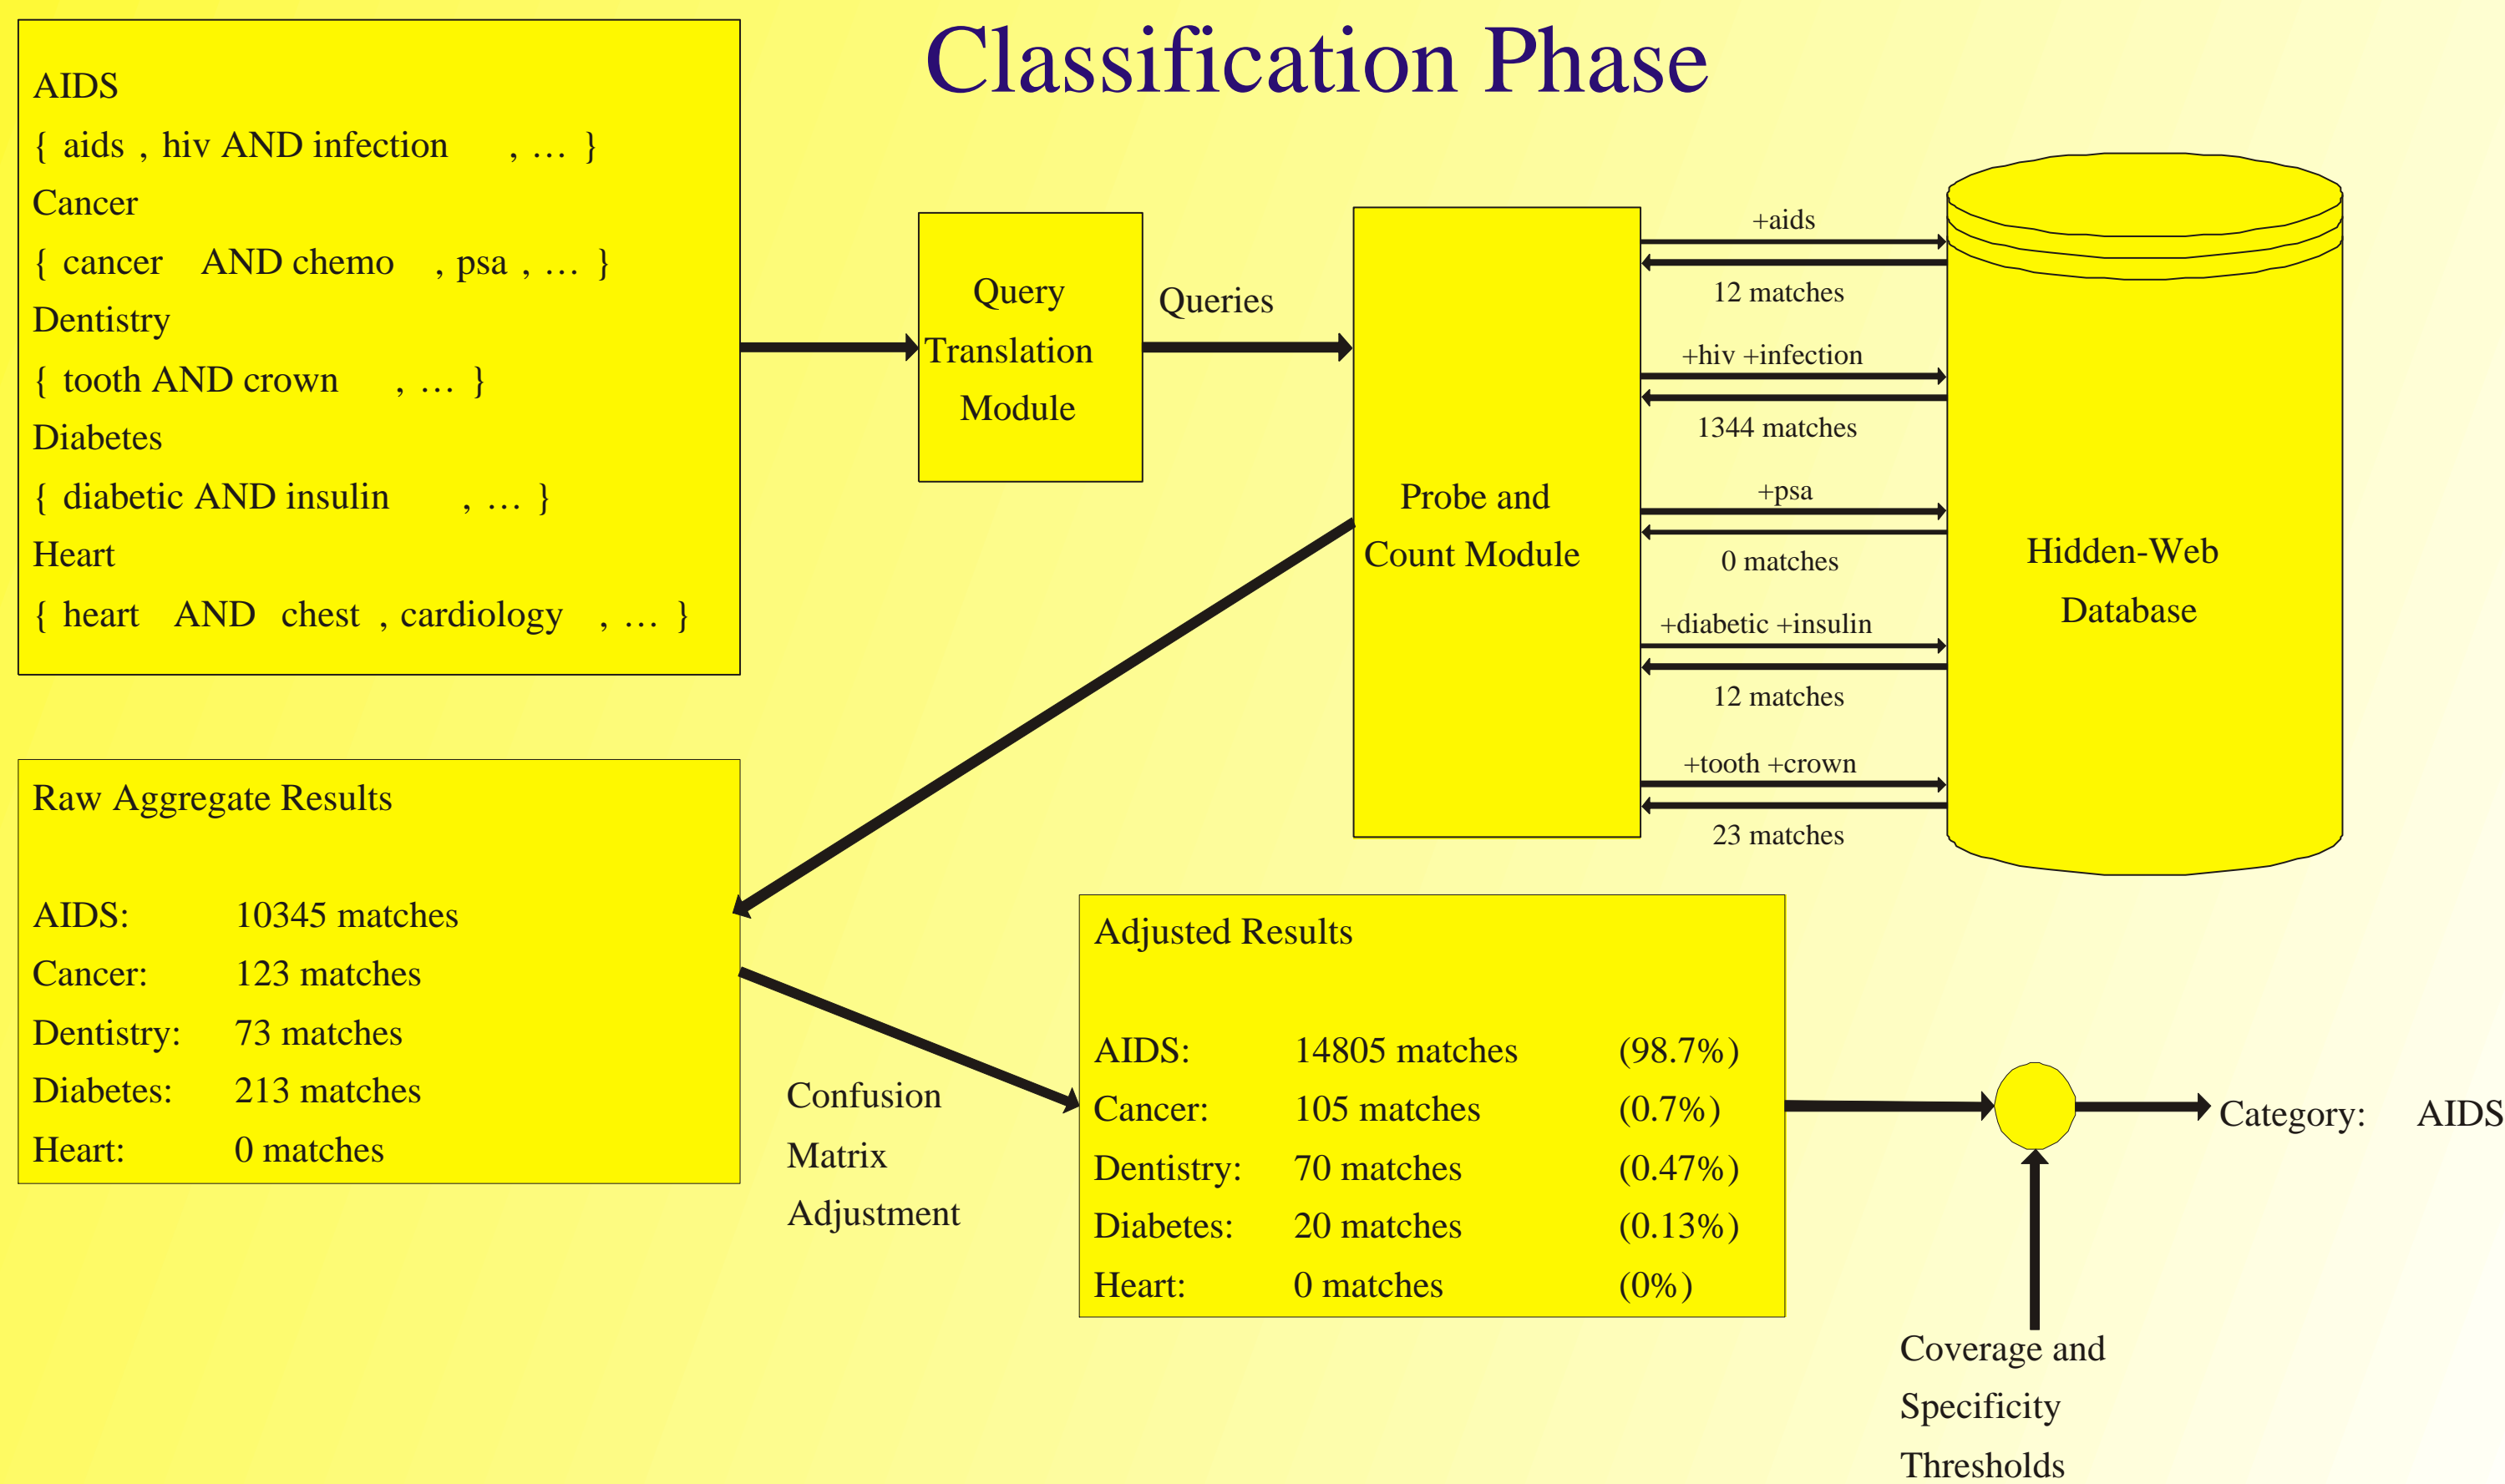 Classification Phase
AIDS
{ aids , hiv AND infection , … }
Cancer
{ cancer AND chemo , psa , … }
Dentistry
{ tooth AND crown , … }
Diabetes
{ diabetic AND insulin , … }
Heart
{ heart AND chest , cardiology , … }
Query
Translation
Module
Queries
Probe and
Count Module
+aids
12 matches
+hiv +infection
1344 matches
+psa
0 matches
+diabetic +insulin
12 matches
+tooth +crown
23 matches
Hidden-Web
Database
Raw Aggregate Results
AIDS: 10345 matches
Cancer: 123 matches
Dentistry: 73 matches
Diabetes: 213 matches
Heart: 0 matches
Confusion
Matrix
Adjustment
Adjusted Results
AIDS: 14805 matches (98.7%)
Cancer: 105 matches (0.7%)
Dentistry: 70 matches (0.47%)
Diabetes: 20 matches (0.13%)
Heart: 0 matches (0%)
Category: AIDS
Coverage and
Specificity
Thresholds